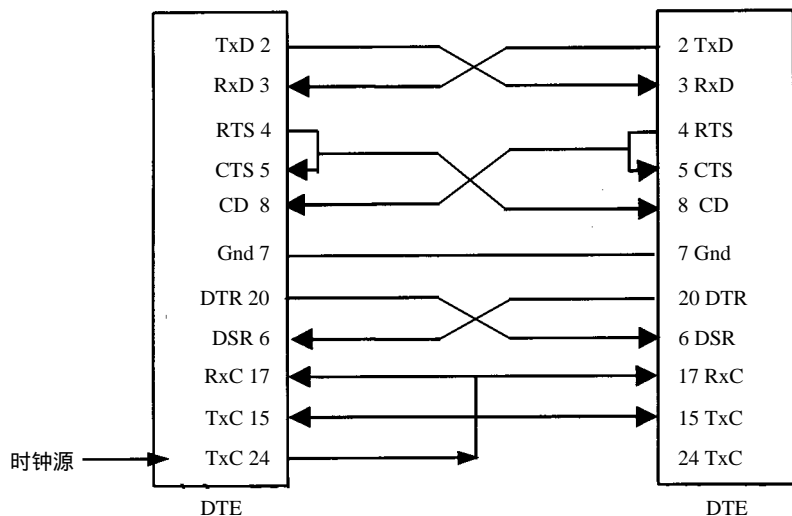 TxD 2
RxD 3
RTS 4
CTS 5
CD 8
Gnd 7
DTR 20
DSR 6
RxC 17
TxC 15
TxC 24
时钟源
DTE
2 TxD
3 RxD
4 RTS
5 CTS
8 CD
7 Gnd
20 DTR
6 DSR
17 RxC
15 TxC
24 TxC
DTE